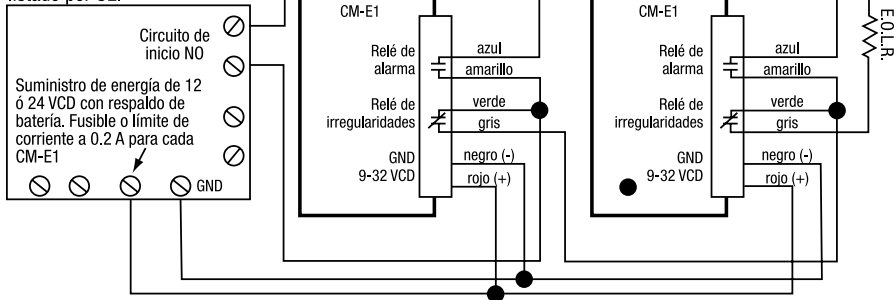 listado por UL.
Circuito de
inicio NO
Suministro de energía de 12
ó 24 VCD con respaldo de
batería. Fusible o límite de
corriente a 0.2 A para cada
CM-E1
GND
CM-E1
Relé de
alarma
azul
amarillo
Relé de
irregularidades
verde
gris
GND
9-32 VCD
negro (-)
rojo (+)
CM-E1
Relé de
alarma
azul
amarillo
Relé de
irregularidades
verde
gris
GND
9-32 VCD
negro (-)
rojo (+)
E.O.L.R.